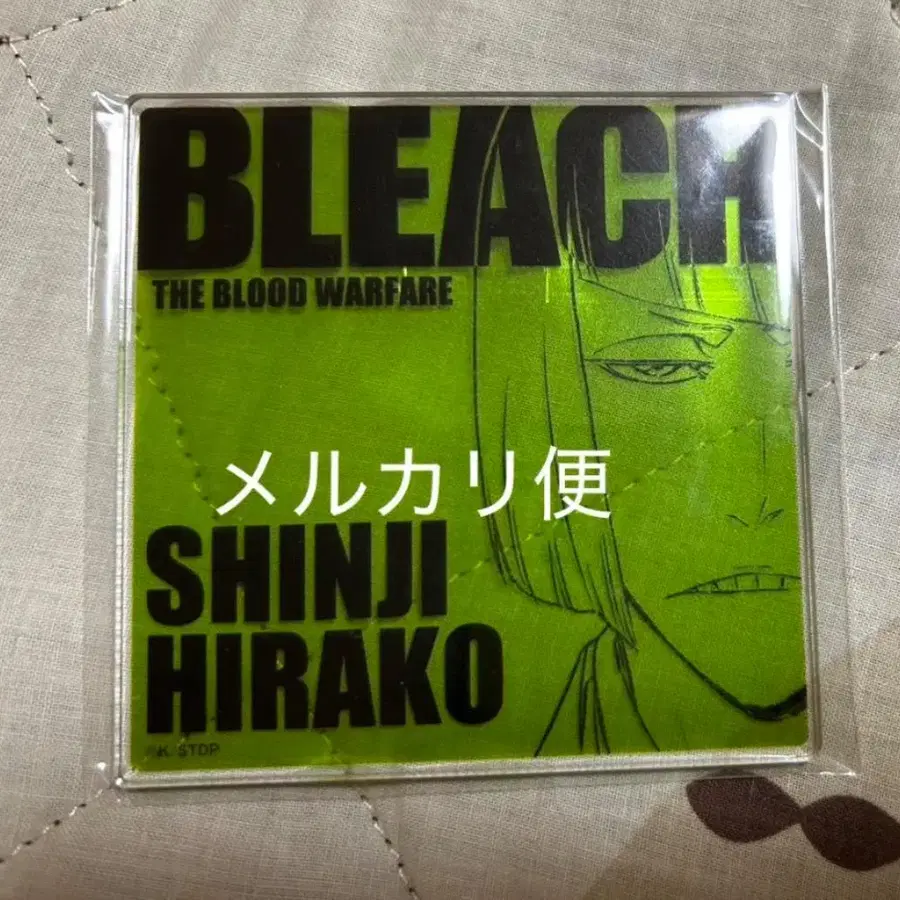 BLEACH
THE BLOOD WARFARE
メルカリ便
SHINJI
HIRAKO